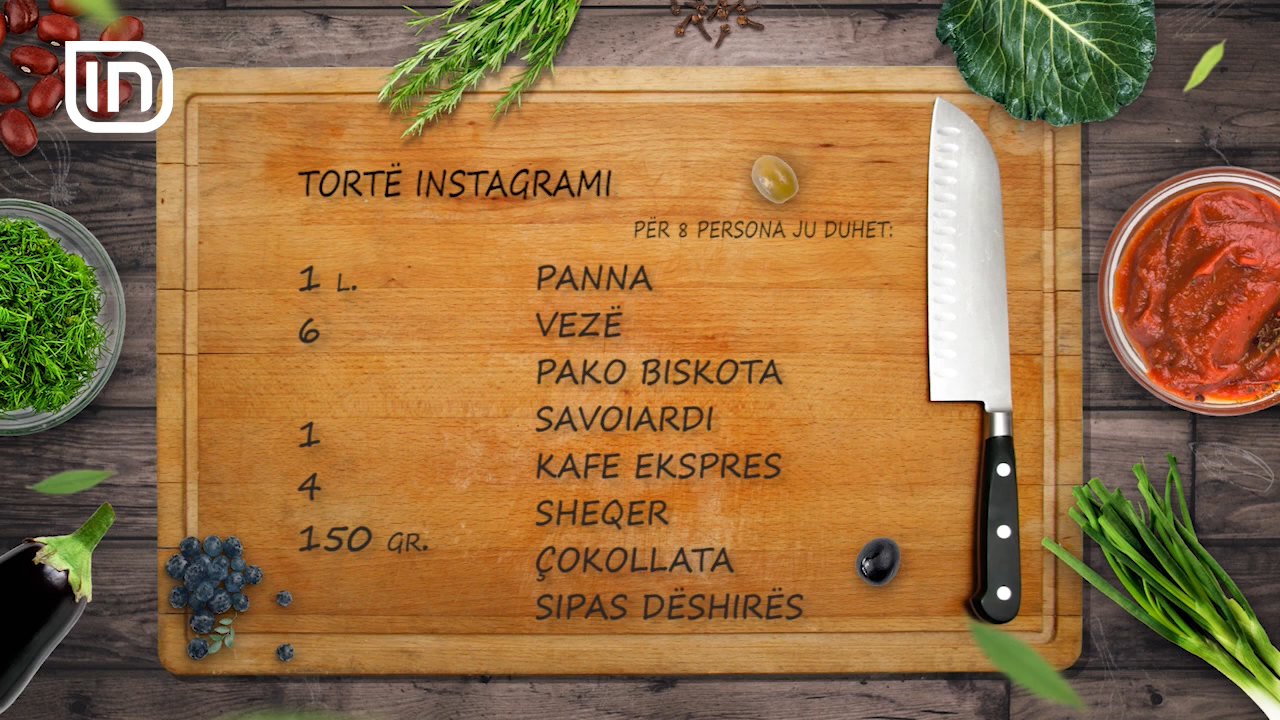 in
TORTË INSTAGRAMI
PËR 8 PERSONA JU DUHET:
1 L. PANNA
6 VEZË
PAKO BISKOTA
1 SAVOIARDI
4 KAFE EKSPRES
150 GR. SHEQER
ÇOKOLLATA
SIPAS DËSHIRËS